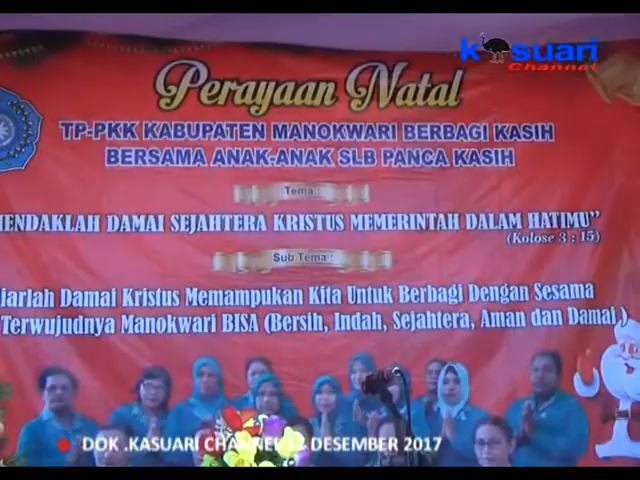 kasuari
Channel
Perayaan Natal
TP-PKK KABUPATEN MANOKWARI BERBAGI KASIH
BERSAMA ANAK-ANAK SLB PANCA KASIH
Tema :
HENDAKLAH DAMAI SEJAHTERA KRISTUS MEMERINTAH DALAM HATIMU"
(Kolose 3 : 15)
Sub Tema :
iarlah Damai Kristus Memampukan Kita Untuk Berbagi Dengan Sesama
Terwujudnya Manokwari BISA (Bersih, Indah, Sejahtera, Aman dan Damai )
DOK .KASUARI CHANNEL 12 DESEMBER 2017